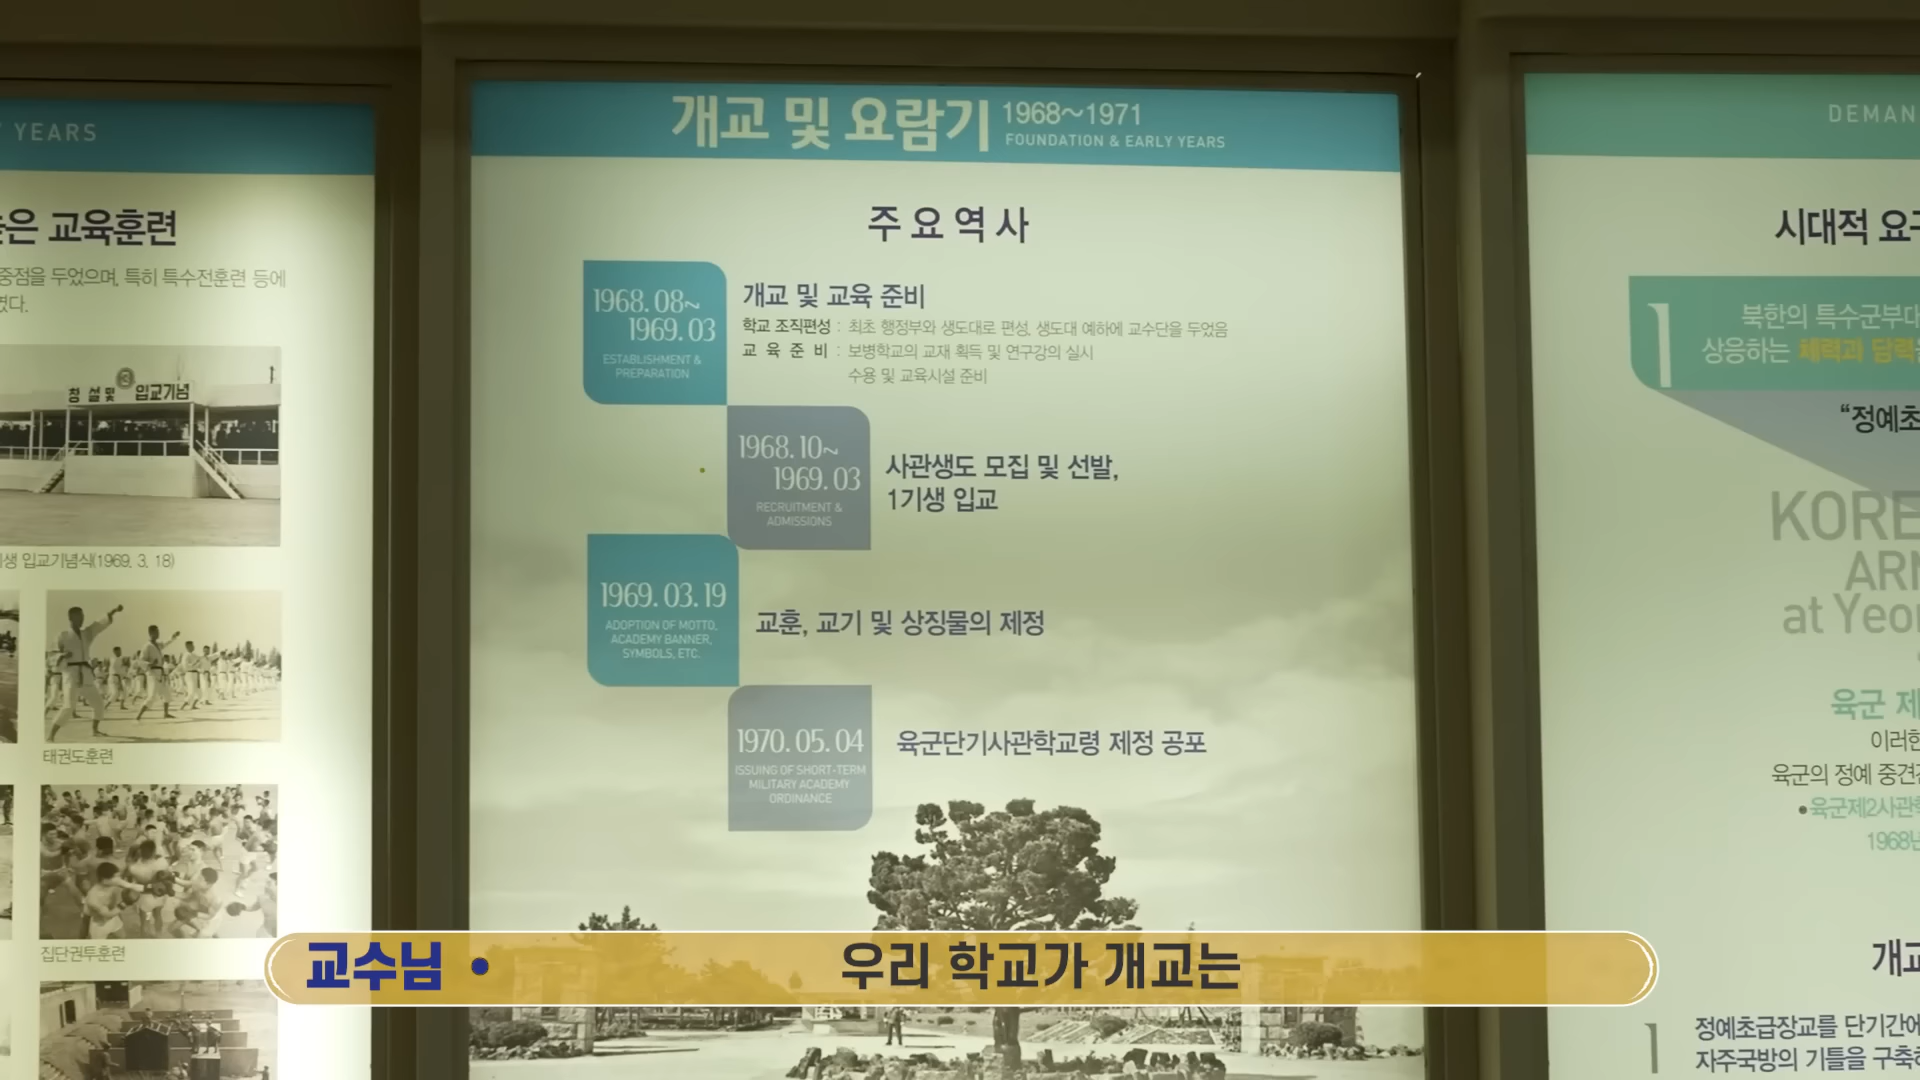 YEARS
교육훈련
중점을 두었으며, 특히 특수전훈련 등에
창설 및 입교기념
입교기념식(1969. 3. 18)
태권도훈련
집단권투훈련
개교 및 요람기 1968~1971
FOUNDATION & EARLY YEARS
주요역사
1968. 08~
1969. 03
ESTABLISHMENT &
PREPARATION
개교 및 교육 준비
학교 조직편성 : 최초 행정부와 생도대로 편성, 생도대 예하에 교수단을 두었음
교 육 준 비 : 보병학교의 교재 획득 및 연구강의 실시
수용 및 교육시설 준비
1968. 10~
1969. 03
RECRUITMENT &
ADMISSIONS
사관생도 모집 및 선발,
1기생 입교
1969. 03. 19
ADOPTION OF MOTTO,
ACADEMY BANNER,
SYMBOLS, ETC.
교훈, 교기 및 상징물의 제정
1970. 05. 04
ISSUING OF SHORT-TERM
MILITARY ACADEMY
ORDINANCE
육군단기사관학교령 제정 공포
DEMAN
시대적 요구
1
북한의 특수군부대
상응하는 체력과 담력
“정예초
KORE
ARM
at Yeon
육군 제
이러한
육군의 정예 중견
•육군제2사관학
1968년
개교
1
정예초급장교를 단기간에
자주국방의 기틀을 구축하
교수님 • 우리 학교가 개교는